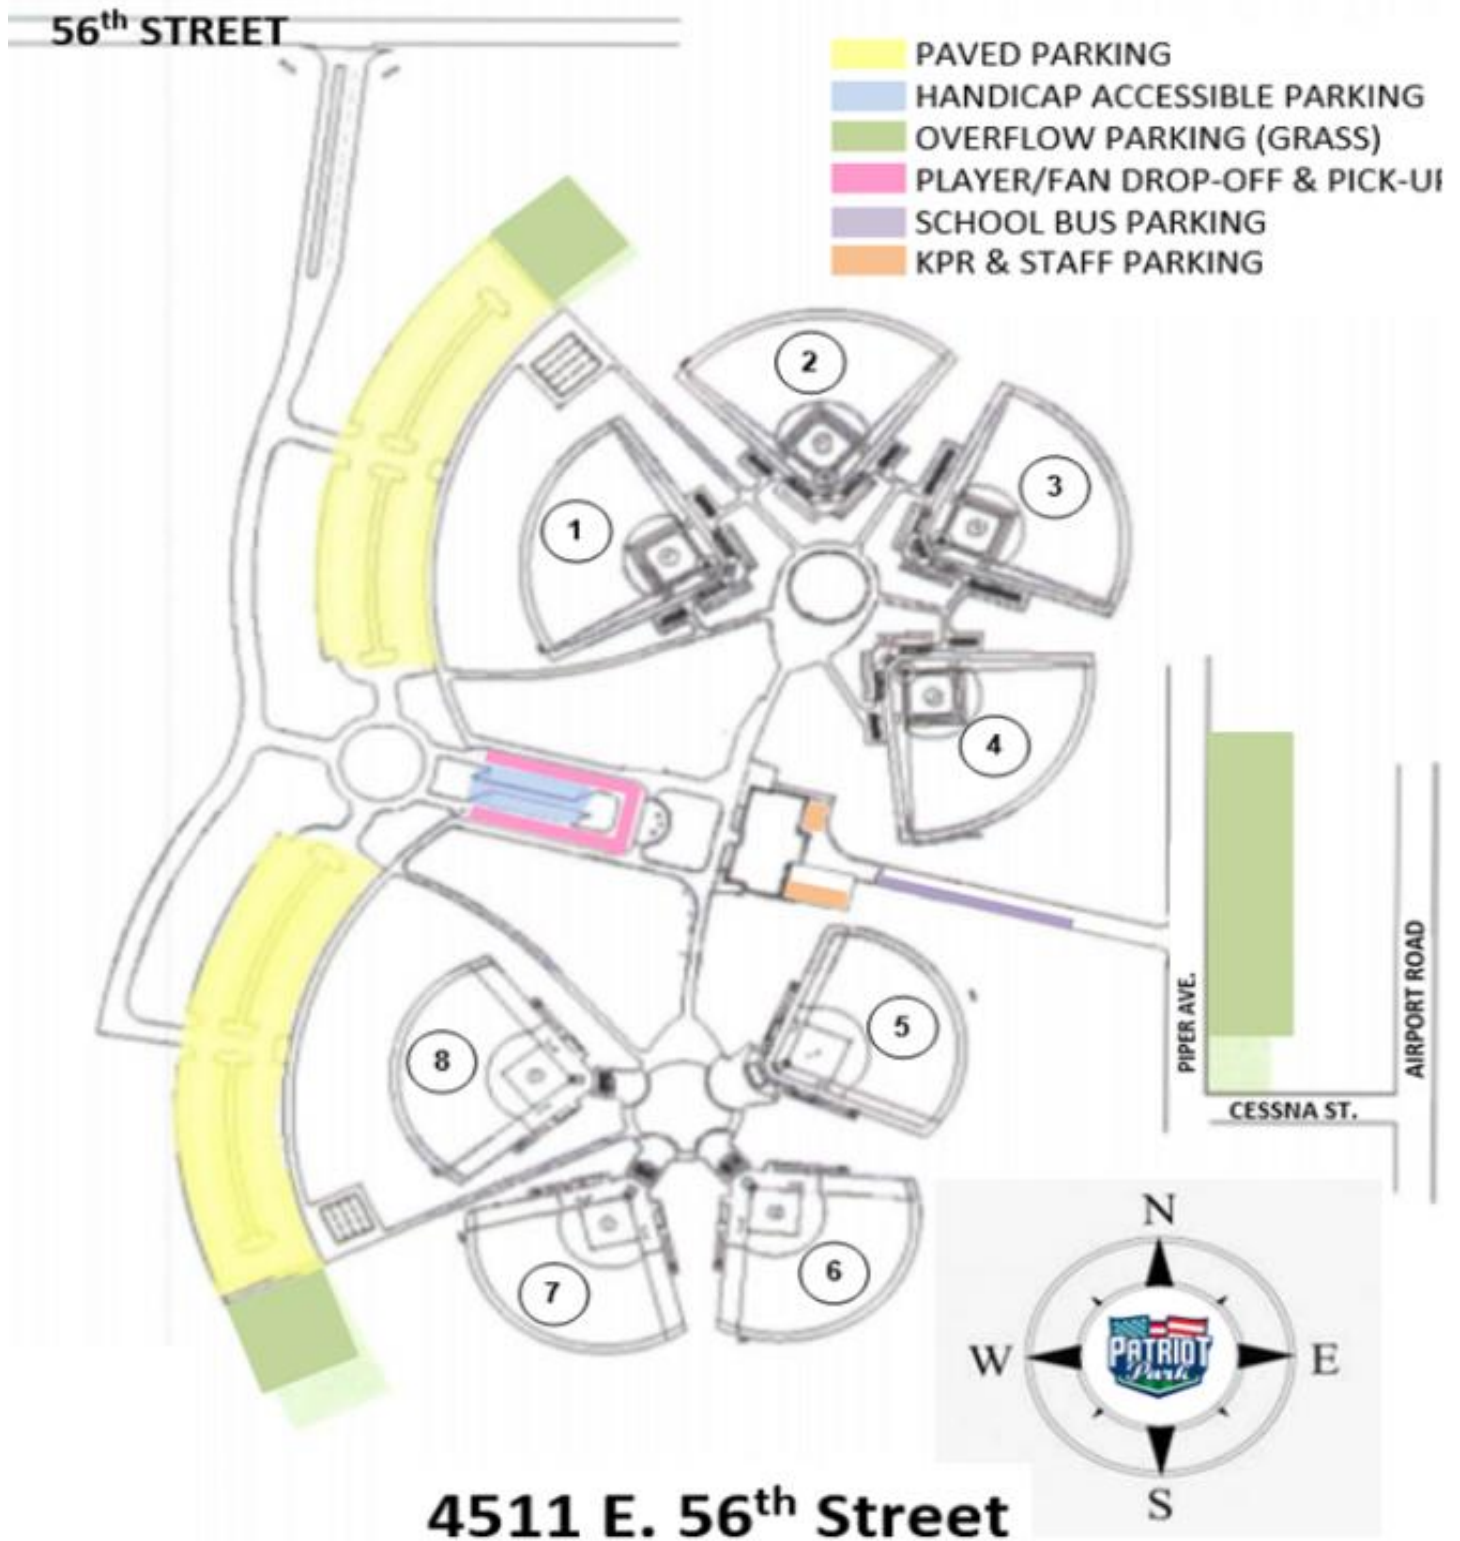 56th STREET
PAVED PARKING
HANDICAP ACCESSIBLE PARKING
OVERFLOW PARKING (GRASS)
PLAYER/FAN DROP-OFF & PICK-U
SCHOOL BUS PARKING
KPR & STAFF PARKING
2
3
1
4
5
8
7
6
PIPER AVE.
AIRPORT ROAD
CESSNA ST.
N
W
PATRIOT
Park
E
S
4511 E. 56th Street